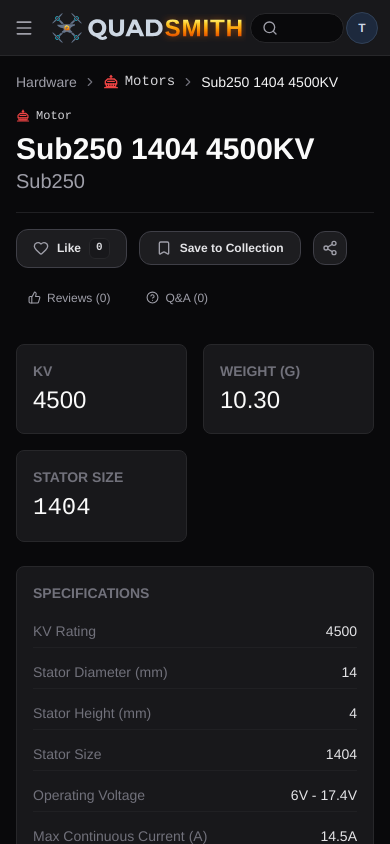 QUADSMITH
T
Hardware > Motors > Sub250 1404 4500KV
Motor
Sub250 1404 4500KV
Sub250
Like 0
Save to Collection
Reviews (0)
Q&A (0)
KV
4500
WEIGHT (G)
10.30
STATOR SIZE
1404
SPECIFICATIONS
KV Rating 4500
Stator Diameter (mm) 14
Stator Height (mm) 4
Stator Size 1404
Operating Voltage 6V - 17.4V
Max Continuous Current (A) 14.5A